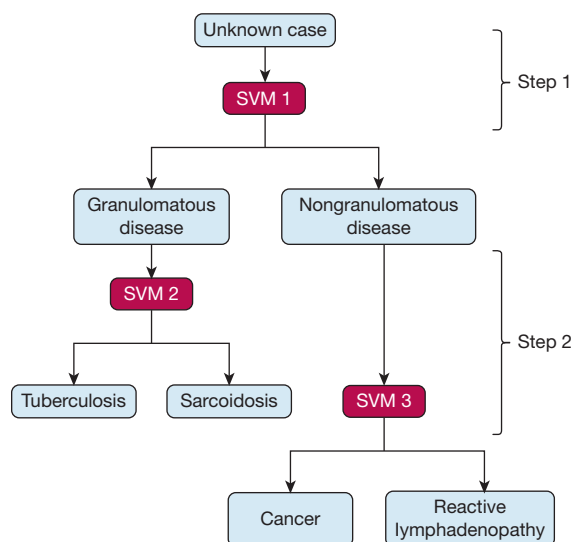 Unknown case
Step 1
SVM 1
Granulomatous
disease
Nongranulomatous
disease
SVM 2
Step 2
Tuberculosis
Sarcoidosis
SVM 3
Cancer
Reactive
lymphadenopathy